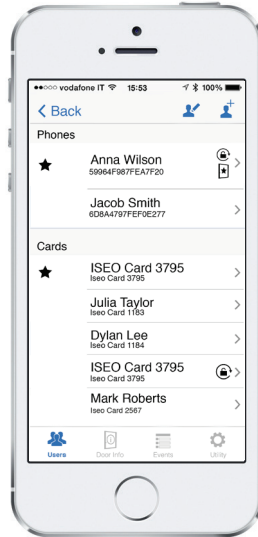 vodafone IT 15:53 100%
Back
Phones
Anna Wilson
59964F987FEA7F20
Jacob Smith
6D8A4797FEF0E277
Cards
ISEO Card 3795
Iseo Card 3795
Julia Taylor
Iseo Card 1183
Dylan Lee
Iseo Card 1184
ISEO Card 3795
Iseo Card 3795
Mark Roberts
Iseo Card 2567
Users Door Info Events Utility